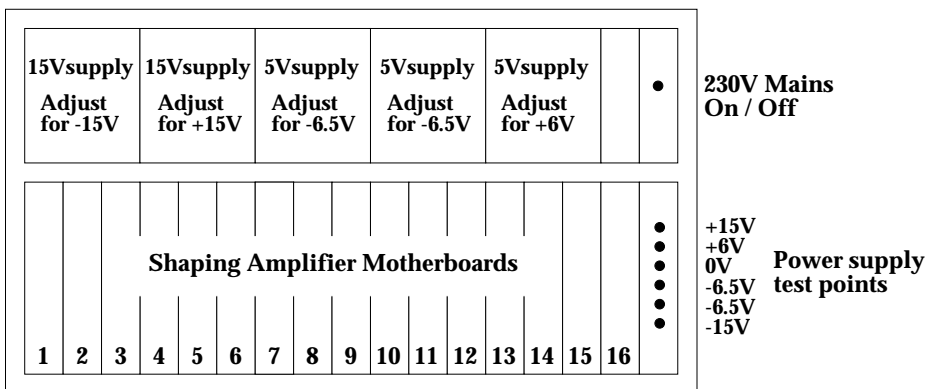 15Vsupply 15Vsupply 5Vsupply 5Vsupply 5Vsupply
Adjust Adjust Adjust Adjust Adjust
for -15V for +15V for -6.5V for -6.5V for +6V
230V Mains
On / Off
Shaping Amplifier Motherboards
+15V
+6V
0V
-6.5V
-6.5V
-15V
Power supply
test points
1 2 3 4 5 6 7 8 9 10 11 12 13 14 15 16